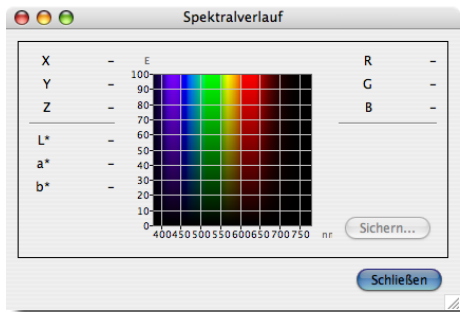 Spektralverlauf
X -
Y -
Z -
L* -
a* -
b* -
E
100
90
80
70
60
50
40
30
20
10
0
400 450 500 550 600 650 700 750 nm
R -
G -
B -
Sichern...
Schließen